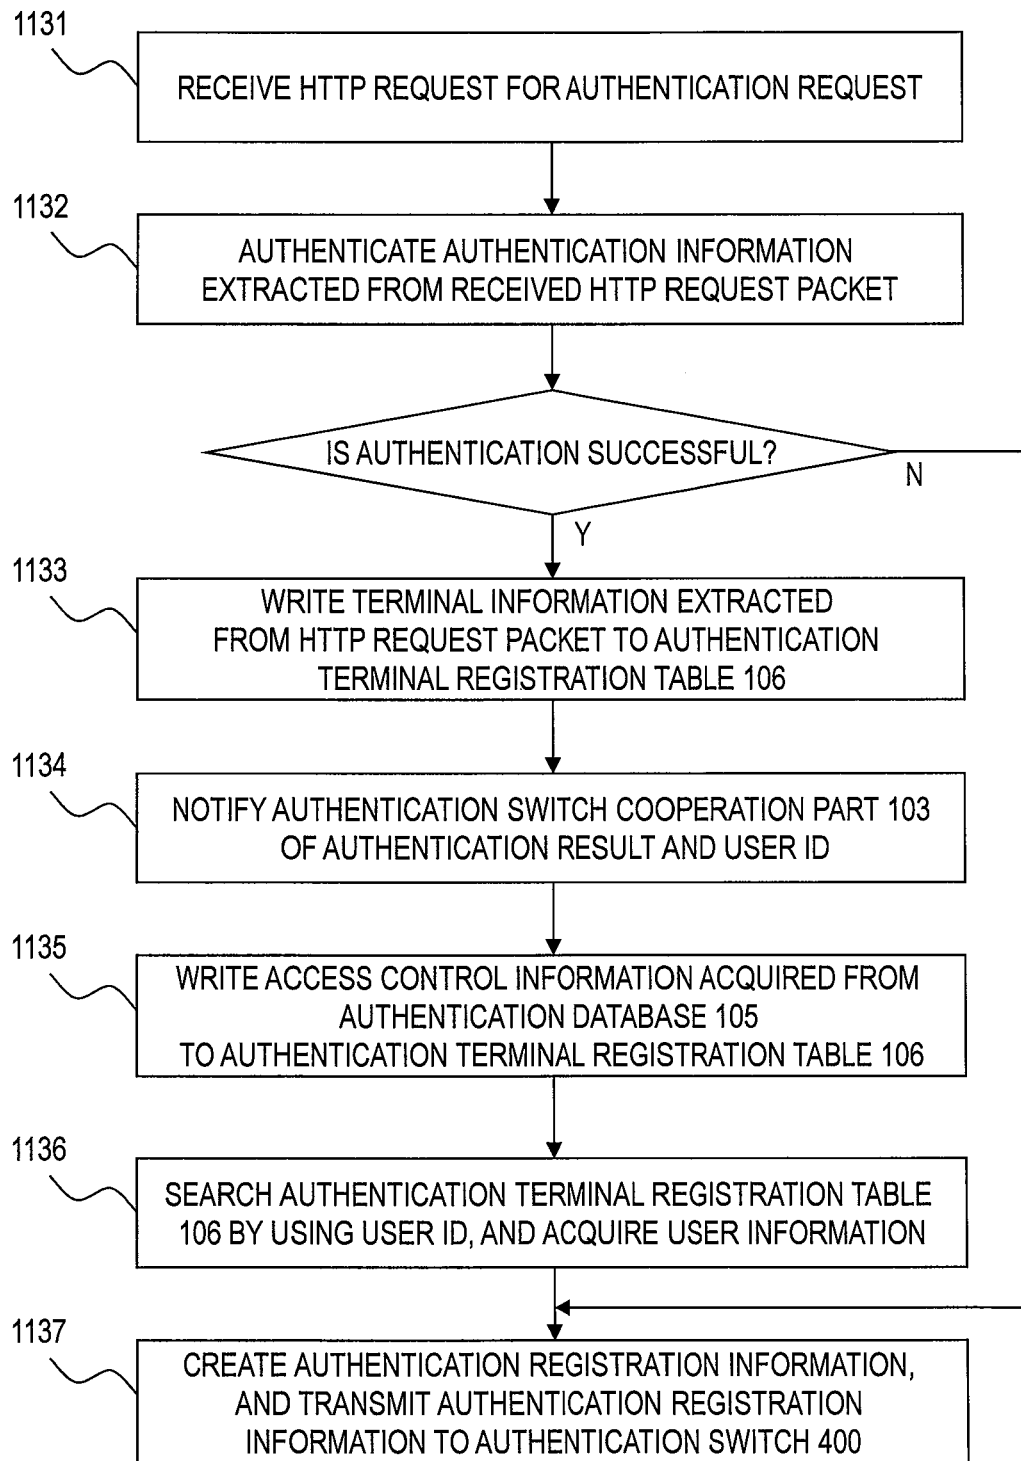 1131
RECEIVE HTTP REQUEST FOR AUTHENTICATION REQUEST
1132
AUTHENTICATE AUTHENTICATION INFORMATION
EXTRACTED FROM RECEIVED HTTP REQUEST PACKET
IS AUTHENTICATION SUCCESSFUL?
N
Y
1133
WRITE TERMINAL INFORMATION EXTRACTED
FROM HTTP REQUEST PACKET TO AUTHENTICATION
TERMINAL REGISTRATION TABLE 106
1134
NOTIFY AUTHENTICATION SWITCH COOPERATION PART 103
OF AUTHENTICATION RESULT AND USER ID
1135
WRITE ACCESS CONTROL INFORMATION ACQUIRED FROM
AUTHENTICATION DATABASE 105
TO AUTHENTICATION TERMINAL REGISTRATION TABLE 106
1136
SEARCH AUTHENTICATION TERMINAL REGISTRATION TABLE
106 BY USING USER ID, AND ACQUIRE USER INFORMATION
1137
CREATE AUTHENTICATION REGISTRATION INFORMATION,
AND TRANSMIT AUTHENTICATION REGISTRATION
INFORMATION TO AUTHENTICATION SWITCH 400